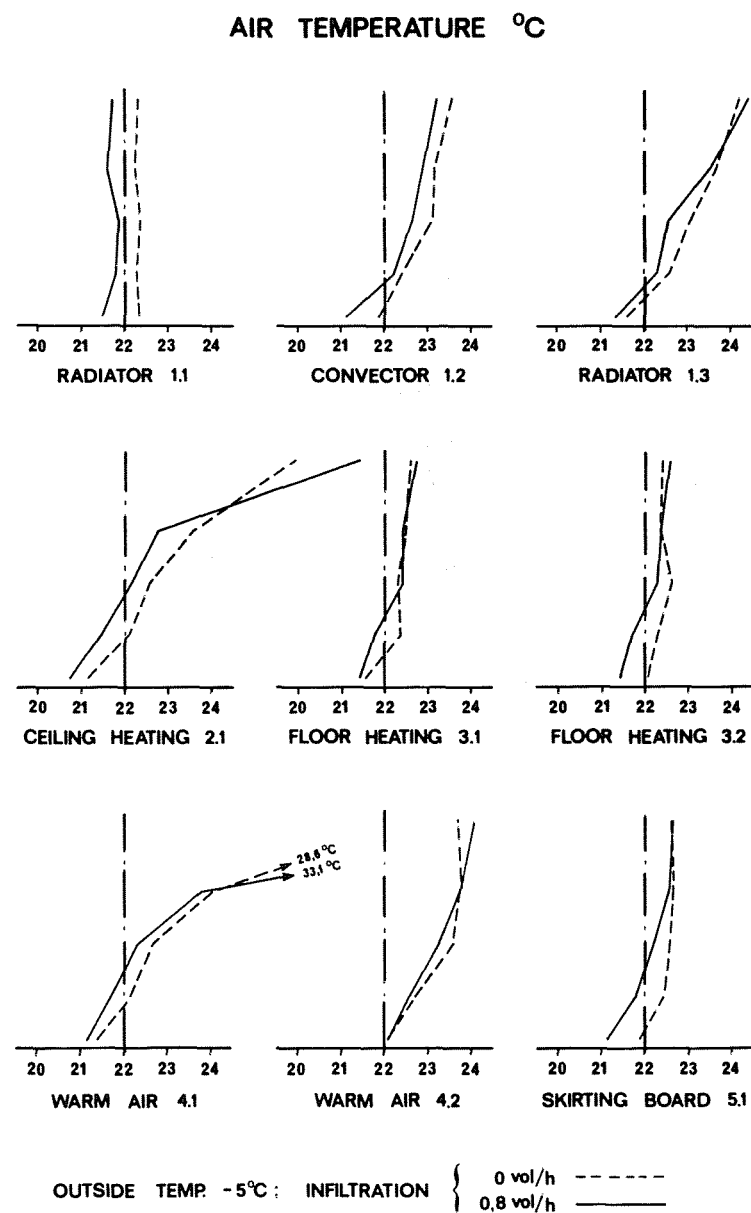 AIR TEMPERATURE °C
20 21 22 23 24
RADIATOR 1.1
20 21 22 23 24
CONVECTOR 1.2
20 21 22 23 24
RADIATOR 1.3
20 21 22 23 24
CEILING HEATING 2.1
20 21 22 23 24
FLOOR HEATING 3.1
20 21 22 23 24
FLOOR HEATING 3.2
28,6 °C
33,1 °C
20 21 22 23 24
WARM AIR 4.1
20 21 22 23 24
WARM AIR 4.2
20 21 22 23 24
SKIRTING BOARD 5.1
OUTSIDE TEMP. -5°C: INFILTRATION
0 vol/h
0,8 vol/h